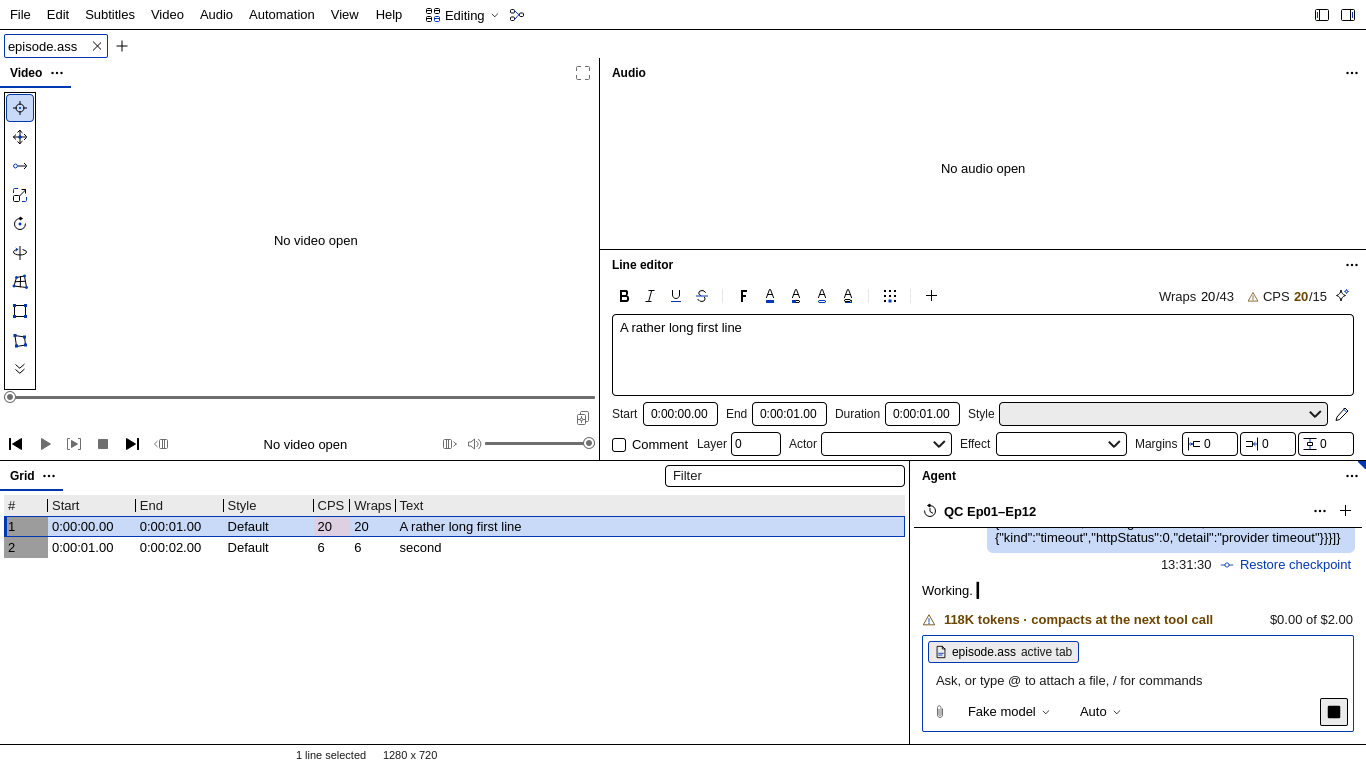 File Edit Subtitles Video Audio Automation View Help Editing
episode.ass
Video
Audio
No video open
No audio open
Line editor
B I U S F A A A A Wraps 20/43 CPS 20/15
A rather long first line
Start 0:00:00.00 End 0:00:01.00 Duration 0:00:01.00 Style
No video open
Comment Layer 0 Actor Effect Margins 0 0 0
Grid
Filter
# Start End Style CPS Wraps Text
1 0:00:00.00 0:00:01.00 Default 20 20 A rather long first line
2 0:00:01.00 0:00:02.00 Default 6 6 second
Agent
QC Ep01–Ep12
{"kind":"timeout","httpStatus":0,"detail":"provider timeout"}}}]}
13:31:30 Restore checkpoint
Working.
118K tokens · compacts at the next tool call $0.00 of $2.00
episode.ass active tab
Ask, or type @ to attach a file, / for commands
Fake model Auto
1 line selected 1280 x 720